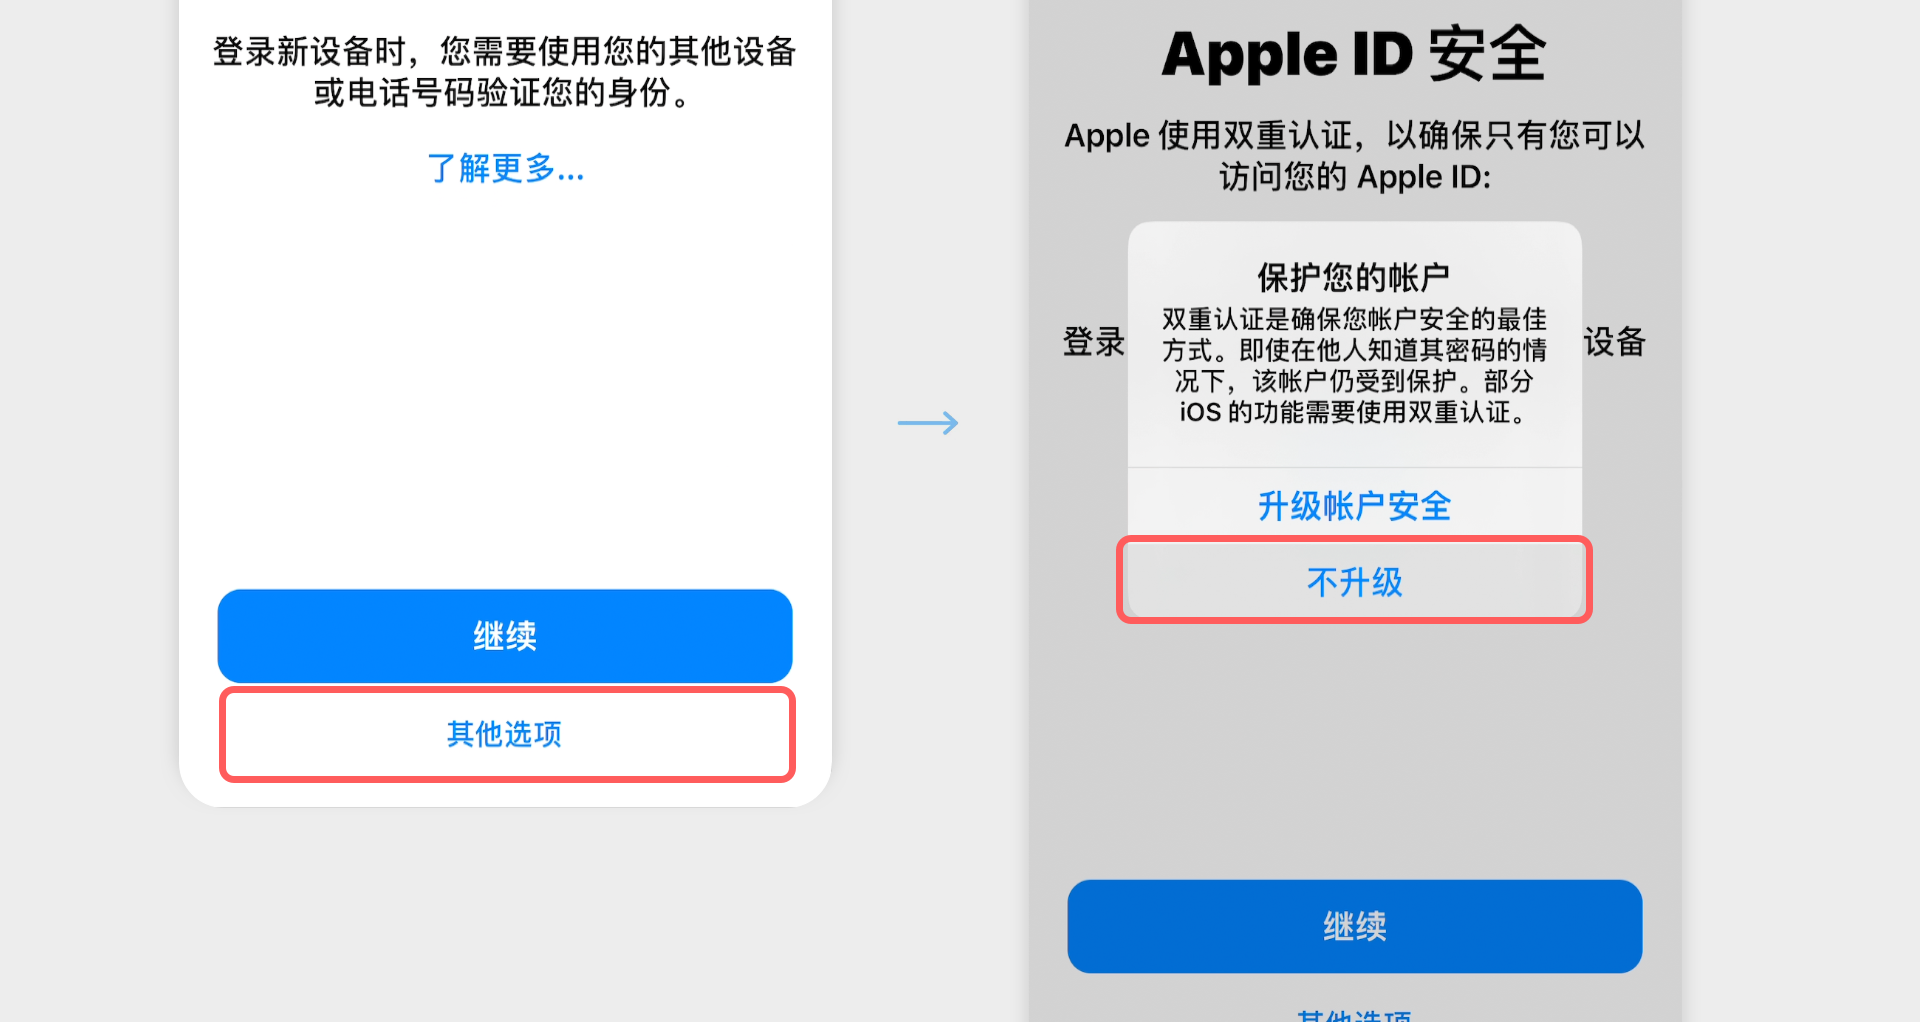 登录新设备时，您需要使用您的其他设备
或电话号码验证您的身份。
了解更多...
继续
其他选项
Apple ID 安全
Apple 使用双重认证，以确保只有您可以
访问您的 Apple ID:
登录
设备
保护您的帐户
双重认证是确保您帐户安全的最佳
方式。即使在他人知道其密码的情
况下，该帐户仍受到保护。部分
iOS 的功能需要使用双重认证。
升级帐户安全
不升级
继续
其他选项